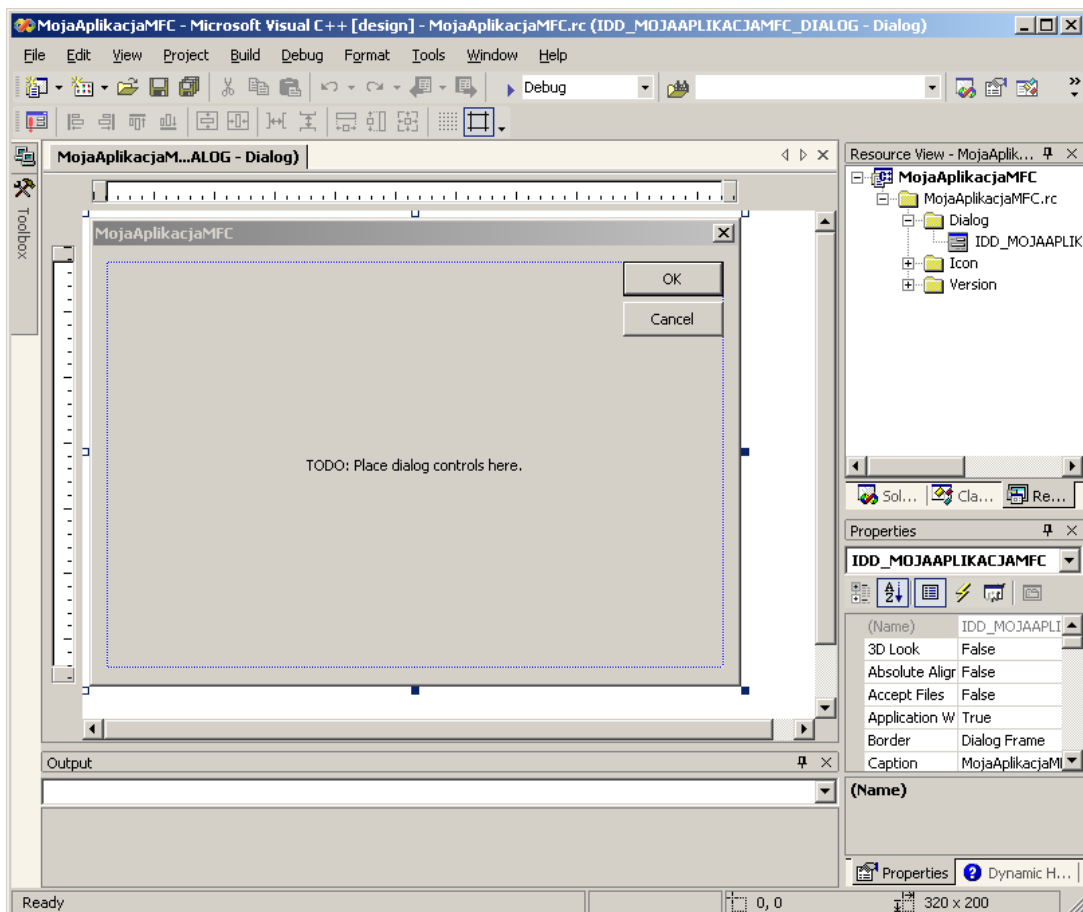 MojaAplikacjaMFC - Microsoft Visual C++ [design] - MojaAplikacjaMFC.rc (IDD_MOJAAPLIKACJAMFC_DIALOG - Dialog)
File Edit View Project Build Debug Format Tools Window Help
Debug
MojaAplikacjaM...ALOG - Dialog)
Toolbox
MojaAplikacjaMFC
OK
Cancel
TODO: Place dialog controls here.
Resource View - MojaAplik...
MojaAplikacjaMFC
MojaAplikacjaMFC.rc
Dialog
IDD_MOJAAPLIK
Icon
Version
Sol... Cla... Re...
Properties
IDD_MOJAAPLIKACJAMFC
(Name) IDD_MOJAAPLI
3D Look False
Absolute Aligr False
Accept Files False
Application W True
Border Dialog Frame
Caption MojaAplikacjaMI
(Name)
Properties Dynamic H...
Output
Ready 0, 0 320 x 200